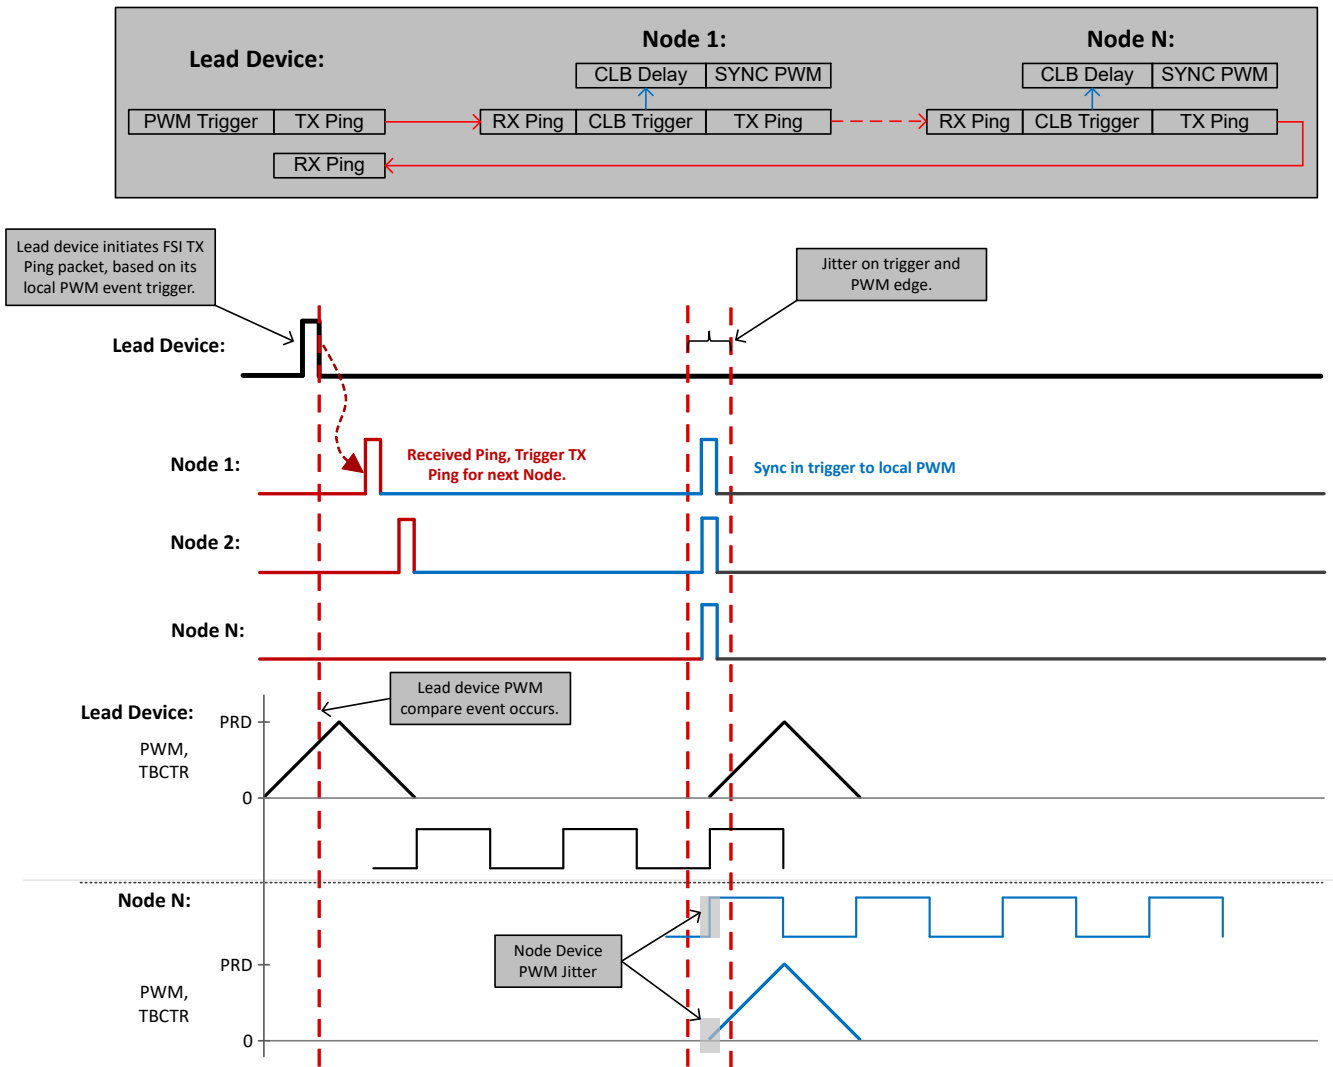 Lead Device:
Node 1:
Node N:
CLB Delay
SYNC PWM
CLB Delay
SYNC PWM
PWM Trigger
TX Ping
RX Ping
CLB Trigger
TX Ping
RX Ping
CLB Trigger
TX Ping
RX Ping
Lead device initiates FSI TX
Ping packet, based on its
local PWM event trigger.
Jitter on trigger and
PWM edge.
Lead Device:
Node 1:
Received Ping, Trigger TX
Ping for next Node.
Sync in trigger to local PWM
Node 2:
Node N:
Lead device PWM
compare event occurs.
Lead Device:
PRD
PWM,
TBCTR
0
Node N:
Node Device
PWM Jitter
PRD
PWM,
TBCTR
0